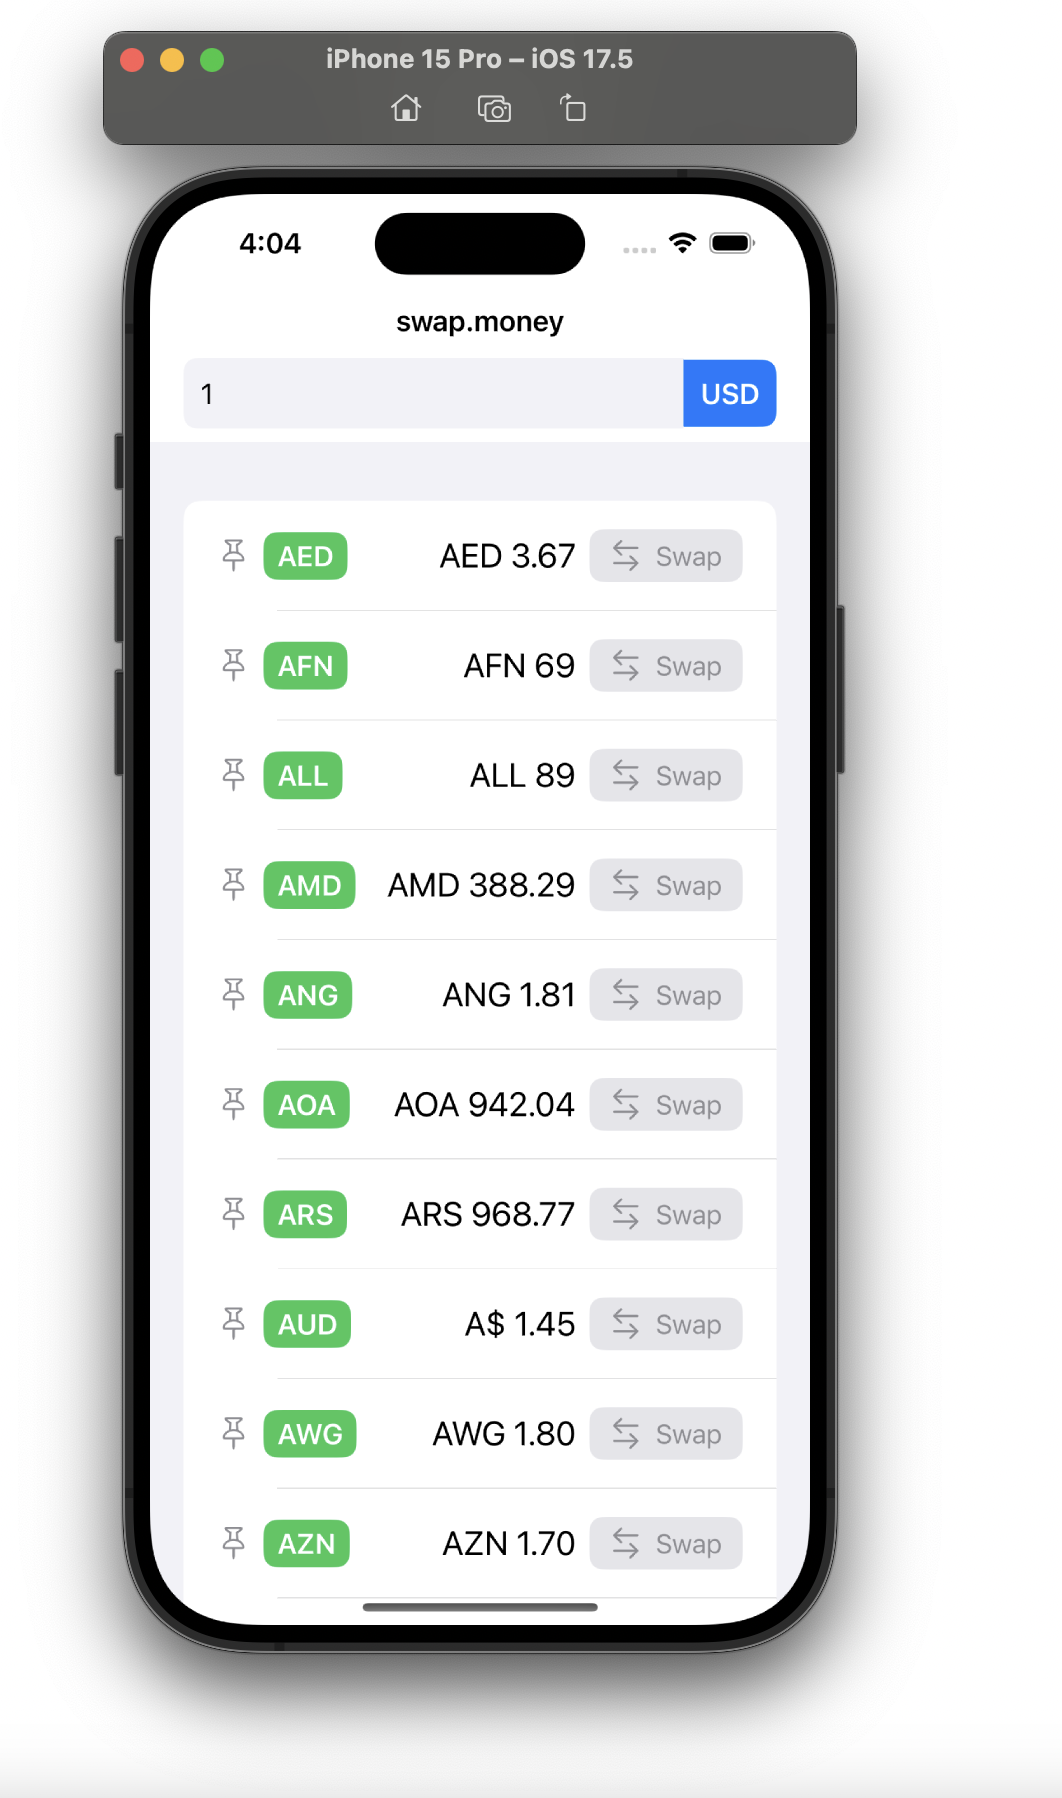 iPhone 15 Pro – iOS 17.5
4:04
swap.money
1 USD
AED AED 3.67 Swap
AFN AFN 69 Swap
ALL ALL 89 Swap
AMD AMD 388.29 Swap
ANG ANG 1.81 Swap
AOA AOA 942.04 Swap
ARS ARS 968.77 Swap
AUD A$ 1.45 Swap
AWG AWG 1.80 Swap
AZN AZN 1.70 Swap